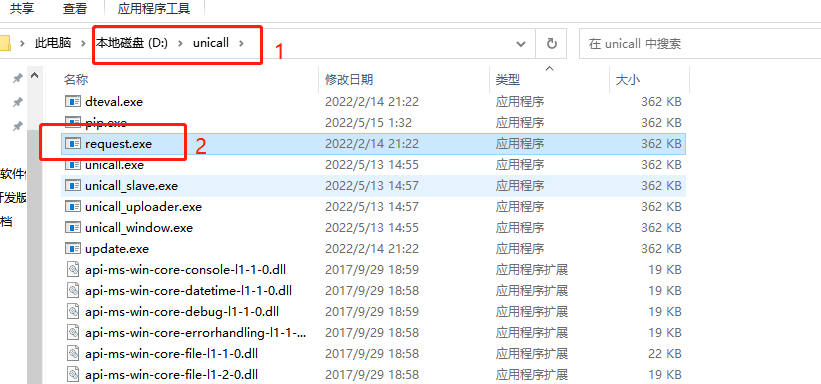 共享 查看 应用程序工具
此电脑 本地磁盘 (D:) unicall 在 unicall 中搜索
1
名称 修改日期 类型 大小
dteval.exe 2022/2/14 21:22 应用程序 362 KB
pip.exe 2022/5/15 1:32 应用程序 362 KB
request.exe 2022/2/14 21:22 应用程序 362 KB
2
unicall.exe 2022/5/13 14:55 应用程序 362 KB
unicall_slave.exe 2022/5/13 14:57 应用程序 362 KB
软件
unicall_uploader.exe 2022/5/13 14:57 应用程序 362 KB
开发版
unicall_window.exe 2022/5/13 14:55 应用程序 362 KB
档
update.exe 2022/2/14 21:22 应用程序 362 KB
api-ms-win-core-console-l1-1-0.dll 2017/9/29 18:59 应用程序扩展 19 KB
api-ms-win-core-datetime-l1-1-0.dll 2017/9/29 18:58 应用程序扩展 19 KB
api-ms-win-core-debug-l1-1-0.dll 2017/9/29 18:59 应用程序扩展 19 KB
api-ms-win-core-errorhandling-l1-1-... 2017/9/29 18:58 应用程序扩展 19 KB
api-ms-win-core-file-l1-1-0.dll 2017/9/29 18:59 应用程序扩展 22 KB
api-ms-win-core-file-l1-2-0.dll 2017/9/29 18:58 应用程序扩展 19 KB